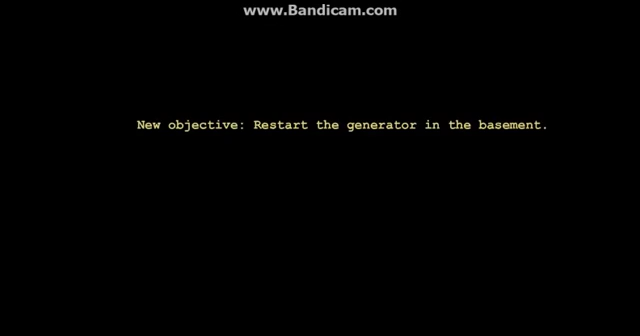 www.Bandicam.com
New objective: Restart the generator in the basement.